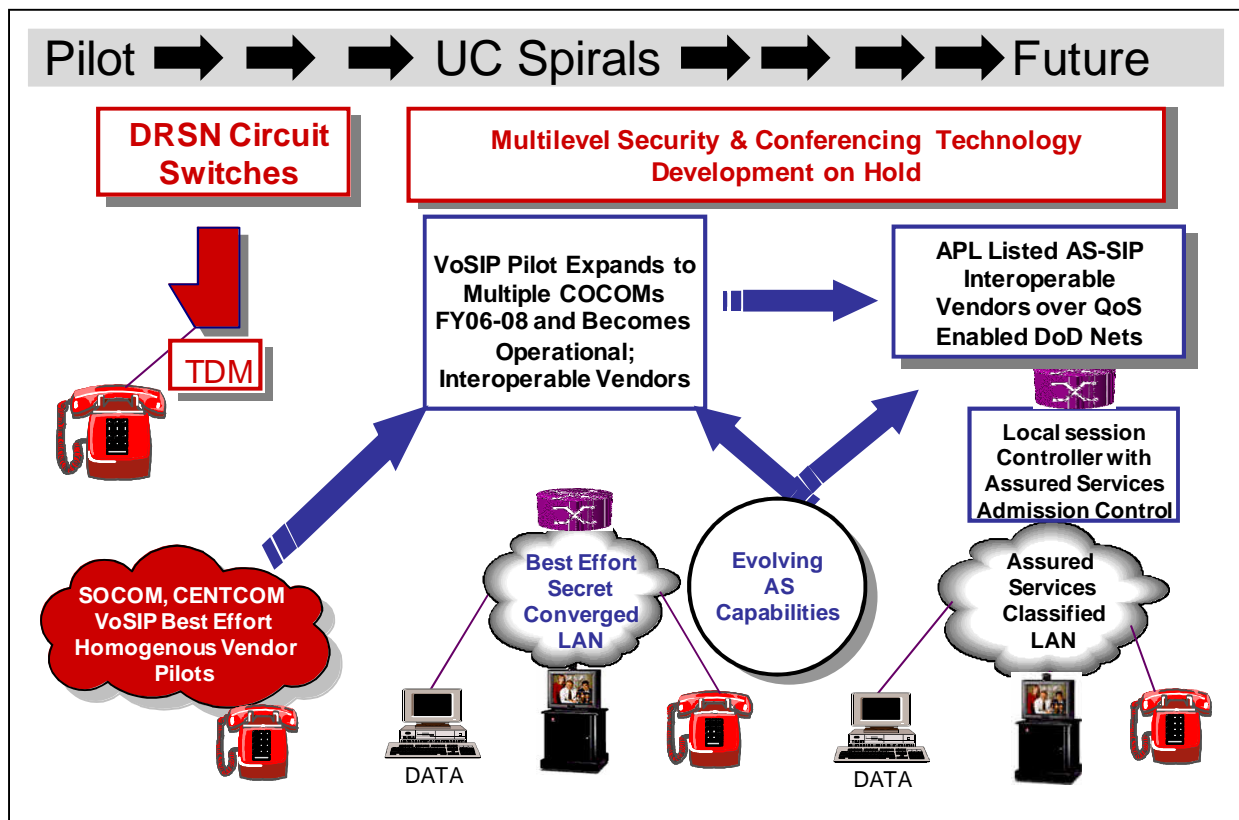 Pilot UC Spirals Future
DRSN Circuit
Switches
Multilevel Security & Conferencing Technology
Development on Hold
TDM
VoSIP Pilot Expands to
Multiple COCOMs
FY06-08 and Becomes
Operational;
Interoperable Vendors
APL Listed AS-SIP
Interoperable
Vendors over QoS
Enabled DoD Nets
Local session
Controller with
Assured Services
Admission Control
SOCOM, CENTCOM
VoSIP Best Effort
Homogenous Vendor
Pilots
Best Effort
Secret
Converged
LAN
Evolving
AS
Capabilities
Assured
Services
Classified
LAN
DATA
DATA